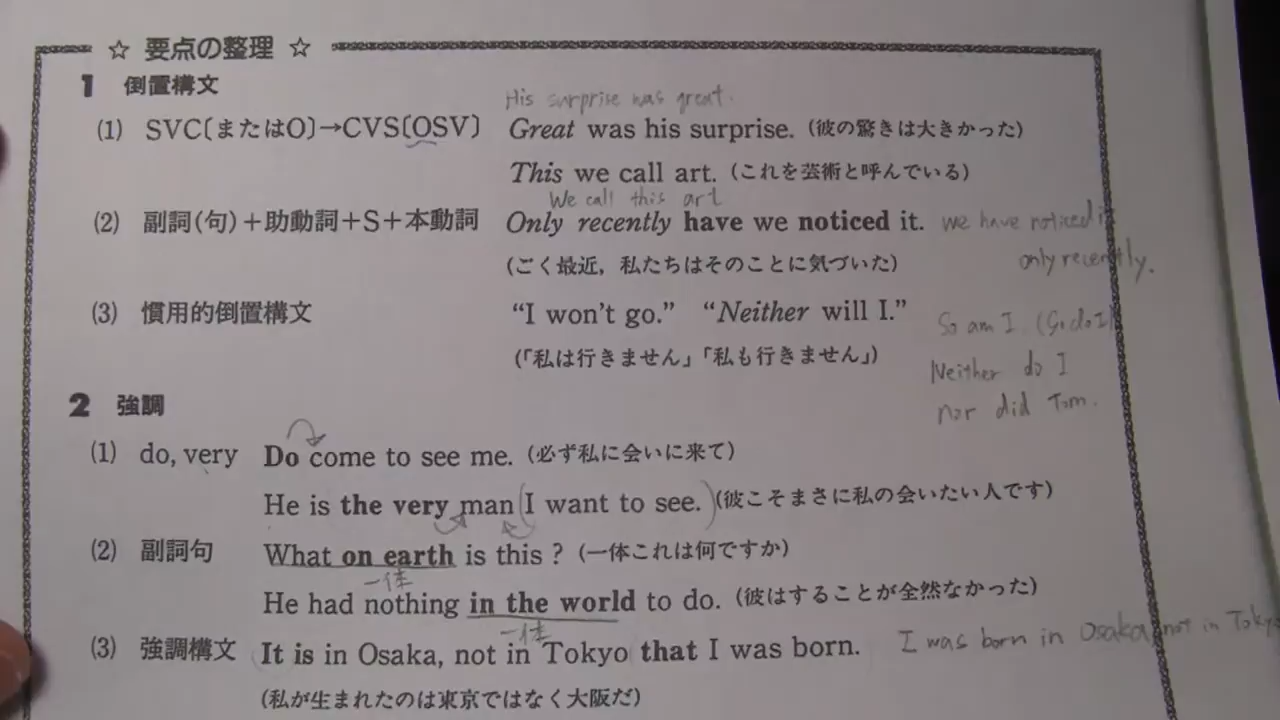 ☆ 要点の整理 ☆
1 倒置構文
His surprise was great.
(1) SVC〔またはO〕→CVS〔OSV〕 Great was his surprise.（彼の驚きは大きかった）
This we call art.（これを芸術と呼んでいる）
We call this art
(2) 副詞(句)＋助動詞＋S＋本動詞 Only recently have we noticed it. we have noticed it
（ごく最近，私たちはそのことに気づいた） only recently.
(3) 慣用的倒置構文 “I won't go.” “Neither will I.” So am I (So do I)
（｢私は行きません｣｢私も行きません｣） Neither do I
nor did Tom.
2 強調
(1) do, very Do come to see me.（必ず私に会いに来て）
He is the very man (I want to see.)（彼こそまさに私の会いたい人です）
(2) 副詞句 What on earth is this ?（一体これは何ですか）
一体
He had nothing in the world to do.（彼はすることが全然なかった）
一体
(3) 強調構文 It is in Osaka, not in Tokyo that I was born. I was born in Osaka, not in Tokyo
（私が生まれたのは東京ではなく大阪だ）